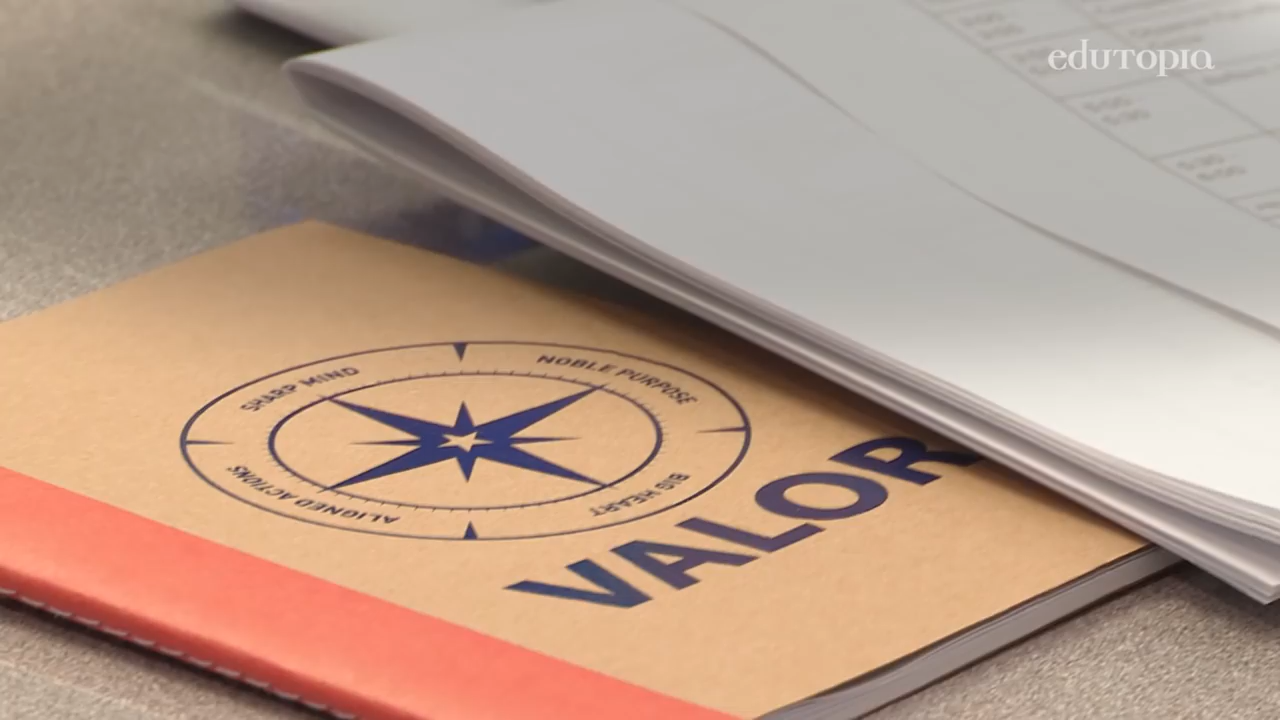 edutopia
SHARP MIND
NOBLE PURPOSE
ALIGNED ACTIONS
BIG HEART
VALOR